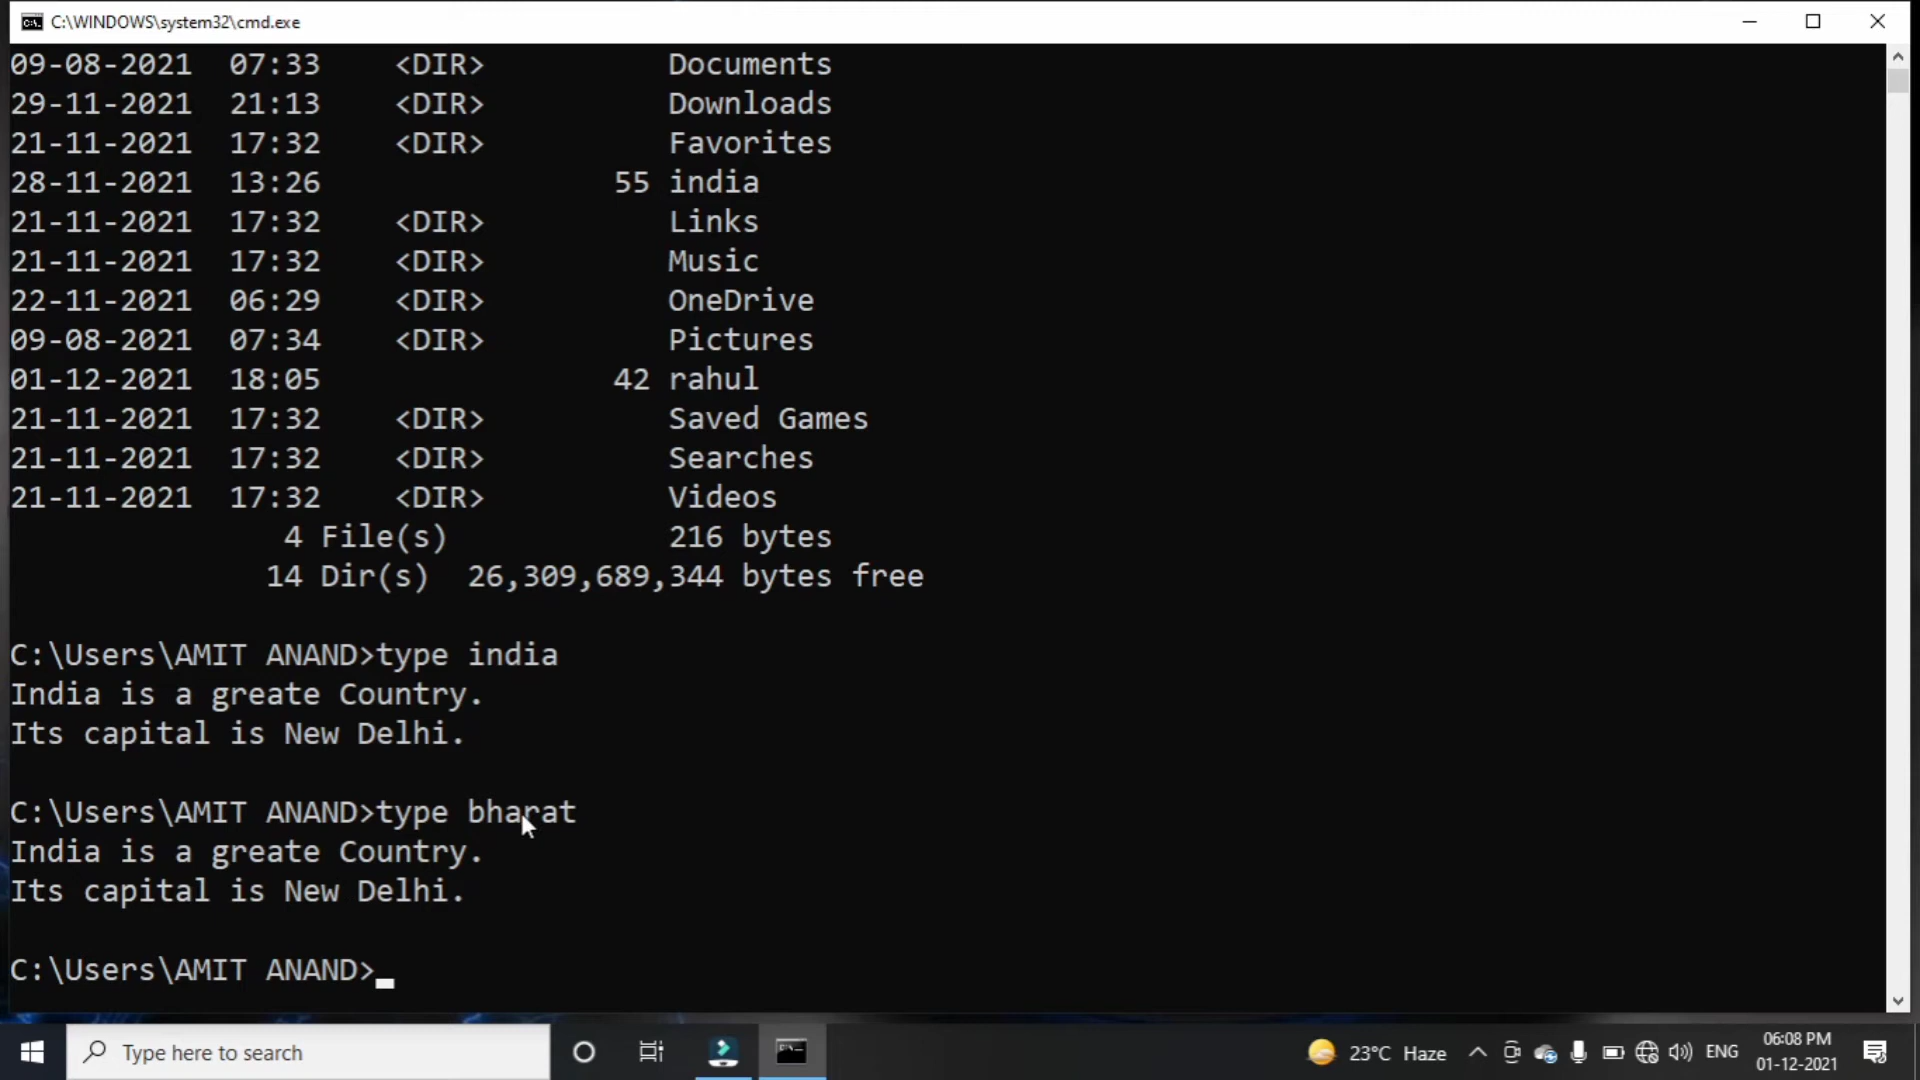 C:\WINDOWS\system32\cmd.exe
09-08-2021  07:33    <DIR>          Documents
29-11-2021  21:13    <DIR>          Downloads
21-11-2021  17:32    <DIR>          Favorites
28-11-2021  13:26                55 india
21-11-2021  17:32    <DIR>          Links
21-11-2021  17:32    <DIR>          Music
22-11-2021  06:29    <DIR>          OneDrive
09-08-2021  07:34    <DIR>          Pictures
01-12-2021  18:05                42 rahul
21-11-2021  17:32    <DIR>          Saved Games
21-11-2021  17:32    <DIR>          Searches
21-11-2021  17:32    <DIR>          Videos
               4 File(s)            216 bytes
              14 Dir(s)  26,309,689,344 bytes free
C:\Users\AMIT ANAND>type india
India is a greate Country.
Its capital is New Delhi.
C:\Users\AMIT ANAND>type bharat
India is a greate Country.
Its capital is New Delhi.
C:\Users\AMIT ANAND>
Type here to search
23°C Haze
ENG
06:08 PM
01-12-2021